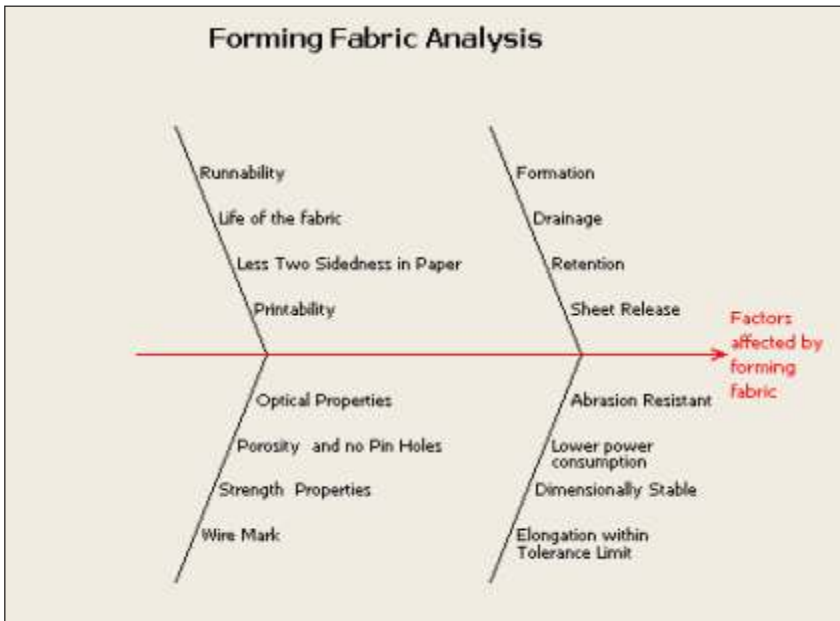 Forming Fabric Analysis
Runnability
Life of the fabric
Less Two Sidedness in Paper
Printability
Formation
Drainage
Retention
Sheet Release
Factors
affected by
forming
fabric
Optical Properties
Porosity and no Pin Holes
Strength Properties
Wire Mark
Abrasion Resistant
Lower power
consumption
Dimensionally Stable
Elongation within
Tolerance Limit